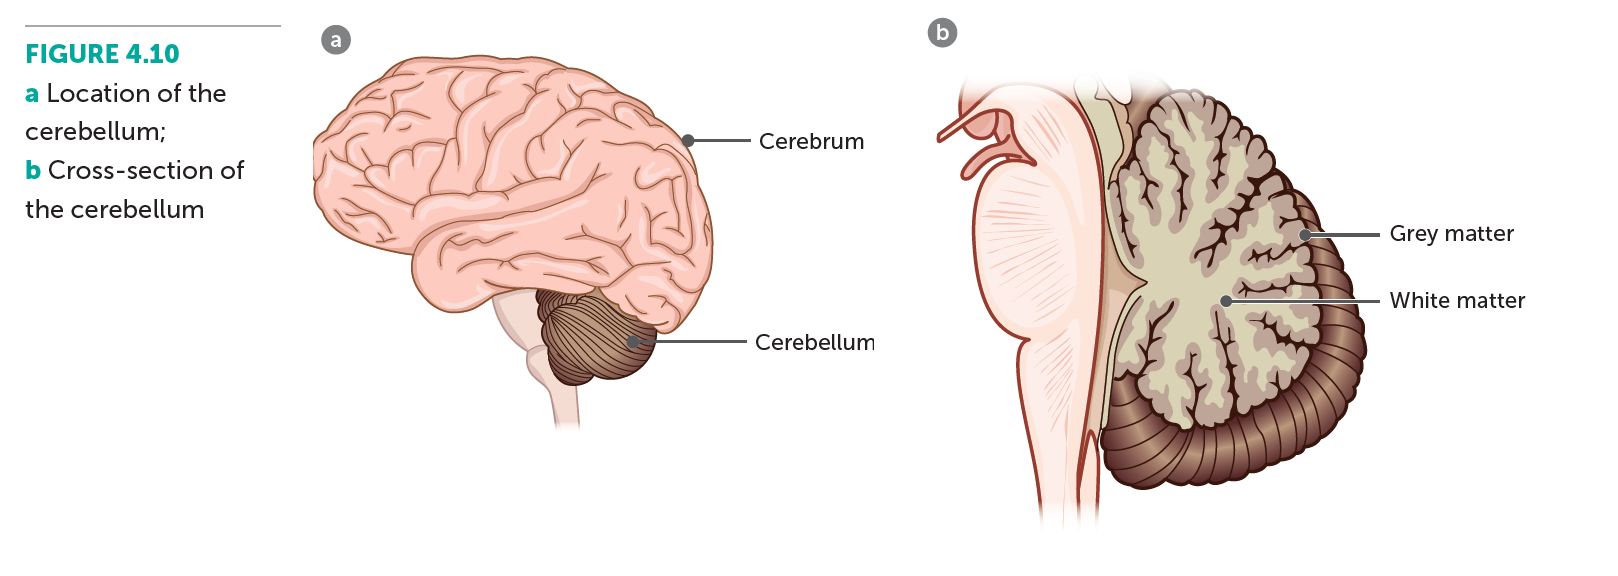 FIGURE 4.10
a Location of the
cerebellum;
b Cross-section of
the cerebellum
a
Cerebrum
Cerebellum
b
Grey matter
White matter